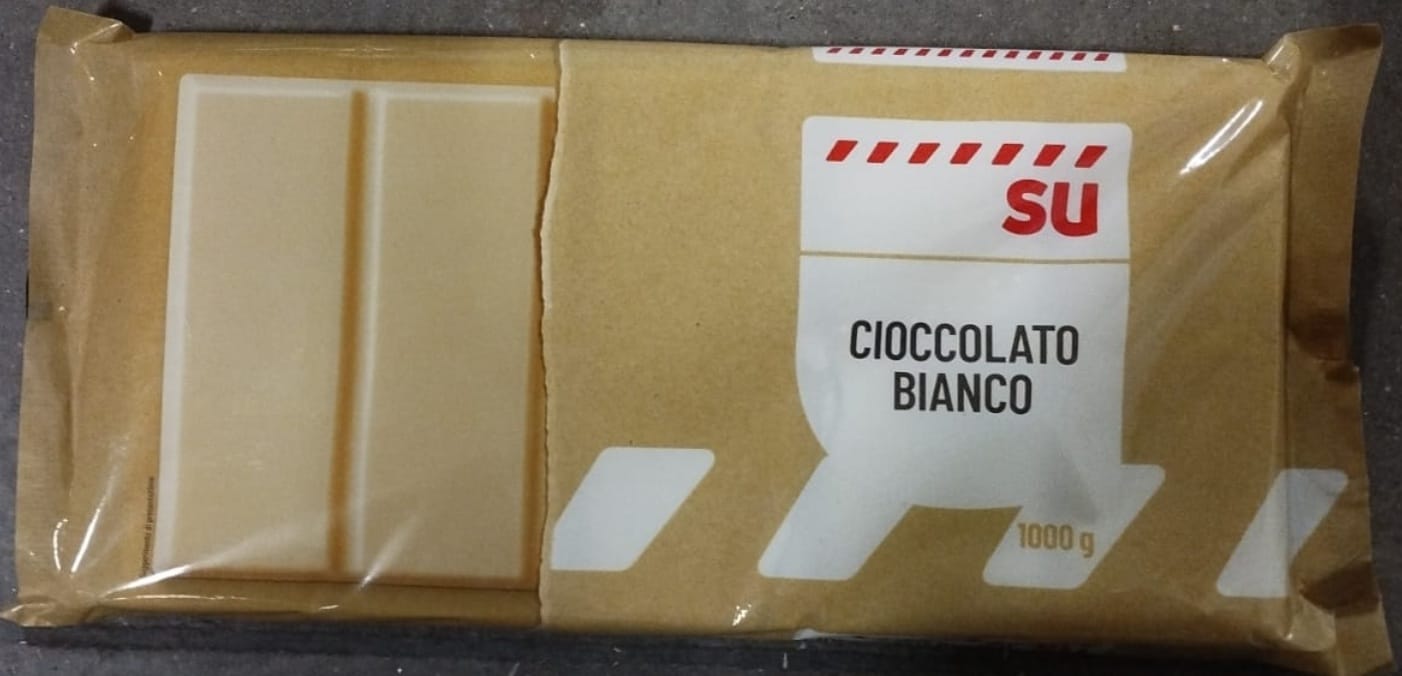 su
CIOCCOLATO
BIANCO
1000 g